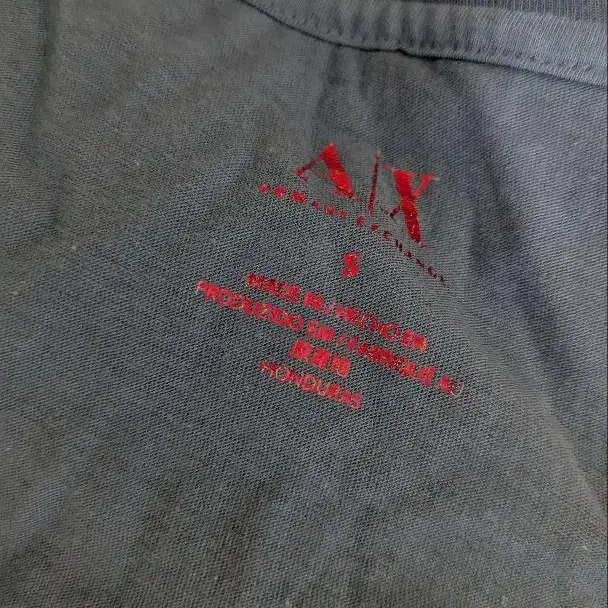 A|X
ARMANI EXCHANGE
S
MADE IN / HECHO EN
PRODUZIDO EM / FABRIQUÉ AU
HONDURAS